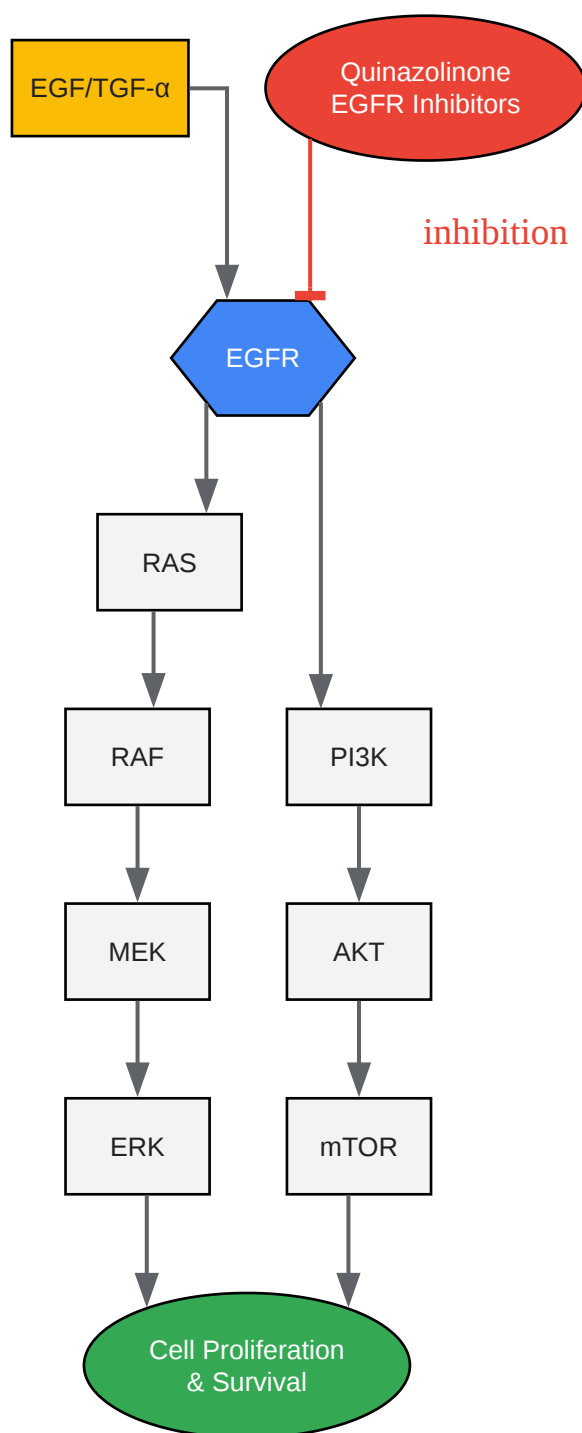 EGF/TGF-α
Quinazolinone
EGFR Inhibitors
inhibition
EGFR
RAS
RAF
PI3K
MEK
AKT
ERK
mTOR
Cell Proliferation
& Survival